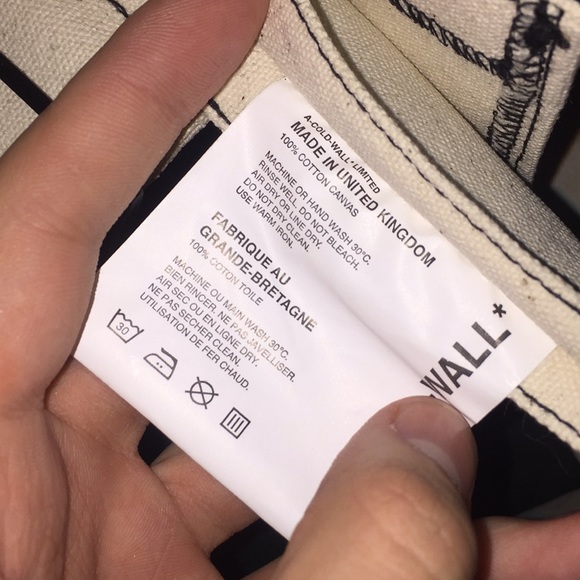 A-COLD-WALL* LIMITED
MADE IN UNITED KINGDOM
100% COTTON CANVAS
MACHINE OR HAND WASH 30°C.
RINSE WELL. DO NOT BLEACH.
AIR DRY OR LINE DRY.
DO NOT DRY CLEAN.
USE WARM IRON.
FABRIQUE AU
GRANDE-BRETAGNE
100% COTON TOILE
MACHINE OU MAIN WASH 30°C.
BIEN RINCER. NE PAS JAVELLISER.
AIR SEC OU EN LIGNE DRY.
NE PAS SÉCHER CLEAN.
UTILISATION DE FER CHAUD.
30
WALL*